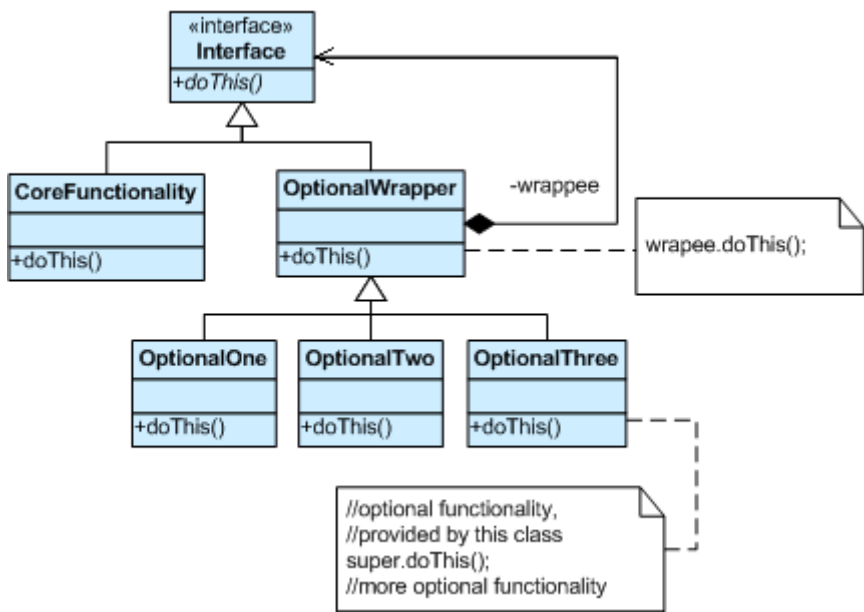 «interface»
Interface
+doThis()
CoreFunctionality
+doThis()
OptionalWrapper
+doThis()
-wrappee
wrapee.doThis();
OptionalOne
+doThis()
OptionalTwo
+doThis()
OptionalThree
+doThis()
//optional functionality,
//provided by this class
super.doThis();
//more optional functionality